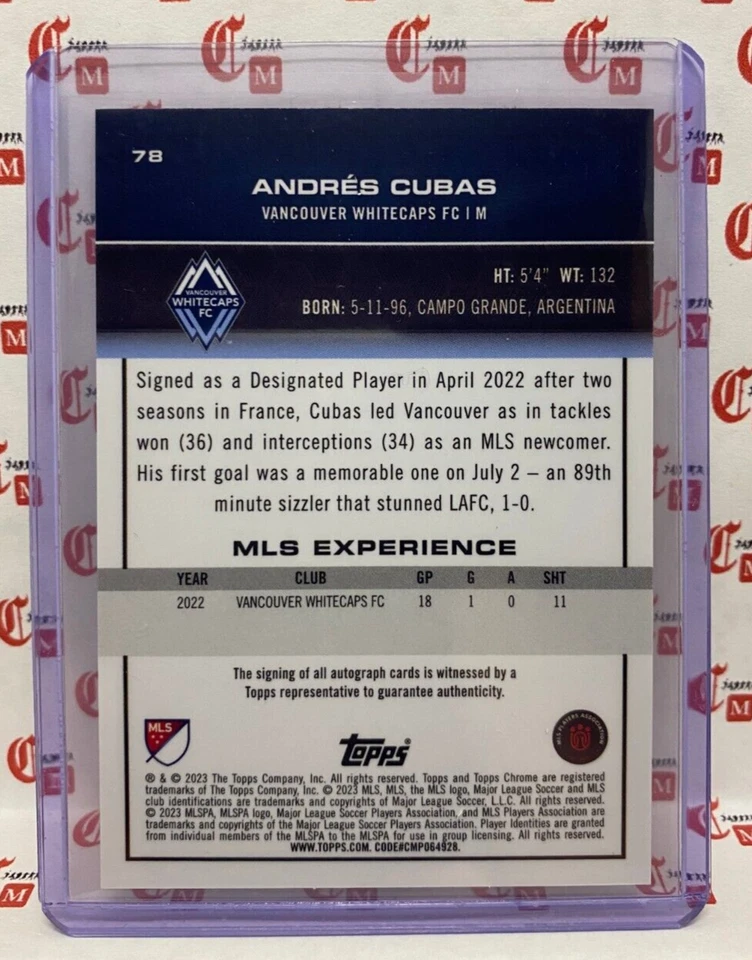 78
ANDRÉS CUBAS
VANCOUVER WHITECAPS FC | M
VANCOUVER
WHITECAPS
FC
HT: 5'4" WT: 132
BORN: 5-11-96, CAMPO GRANDE, ARGENTINA
Signed as a Designated Player in April 2022 after two
seasons in France, Cubas led Vancouver as in tackles
won (36) and interceptions (34) as an MLS newcomer.
His first goal was a memorable one on July 2 – an 89th
minute sizzler that stunned LAFC, 1-0.
MLS EXPERIENCE
YEAR CLUB GP G A SHT
2022 VANCOUVER WHITECAPS FC 18 1 0 11
The signing of all autograph cards is witnessed by a
Topps representative to guarantee authenticity.
MLS
Topps®
MLS PLAYERS ASSOCIATION
® & © 2023 The Topps Company, Inc. All rights reserved. Topps and Topps Chrome are registered
trademarks of The Topps Company, Inc. © 2023 MLS, MLS, the MLS logo, Major League Soccer and MLS
club identifications are trademarks and copyrights of Major League Soccer, L.L.C. All rights reserved.
© 2023 MLSPA, MLSPA logo, Major League Soccer Players Association, and MLS Players Association are
trademarks and copyrights of the Major League Soccer Players Association. Player Identities are granted
from individual members of the MLSPA to the MLSPA for use in group licensing. All rights reserved.
WWW.TOPPS.COM. CODE#CMP064928.